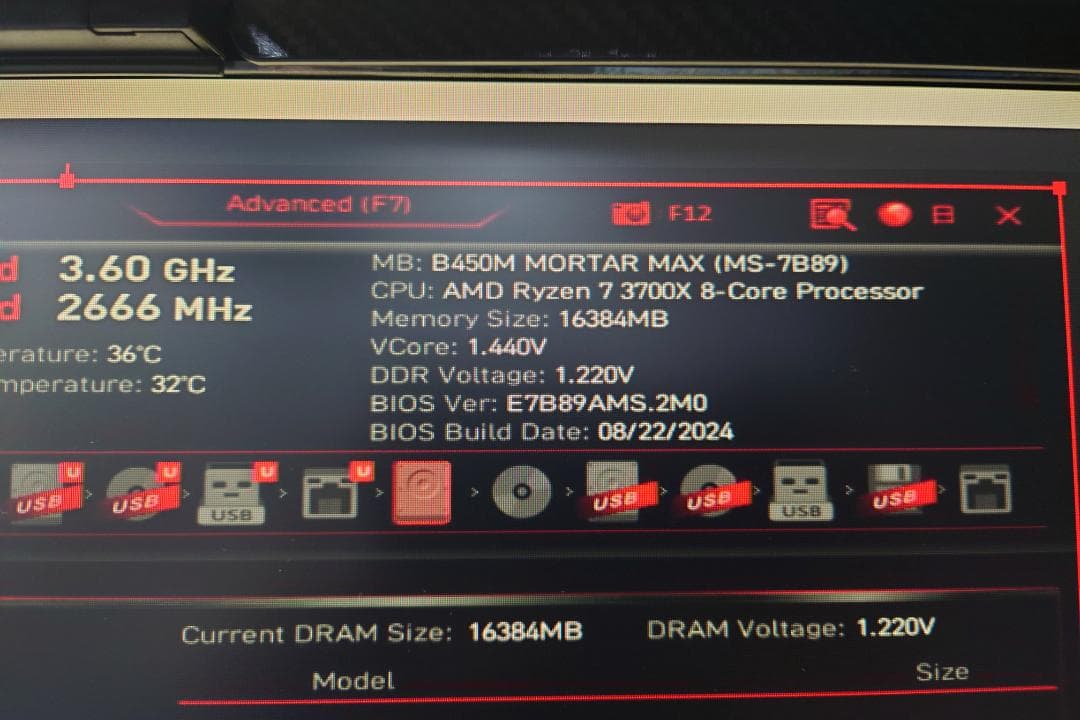 Advanced (F7)
F12
d 3.60 GHz
d 2666 MHz
erature: 36°C
mperature: 32°C
MB: B450M MORTAR MAX (MS-7B89)
CPU: AMD Ryzen 7 3700X 8-Core Processor
Memory Size: 16384MB
VCore: 1.440V
DDR Voltage: 1.220V
BIOS Ver: E7B89AMS.2M0
BIOS Build Date: 08/22/2024
U U U U
USB USB USB USB USB USB USB
Current DRAM Size: 16384MB DRAM Voltage: 1.220V
Model Size